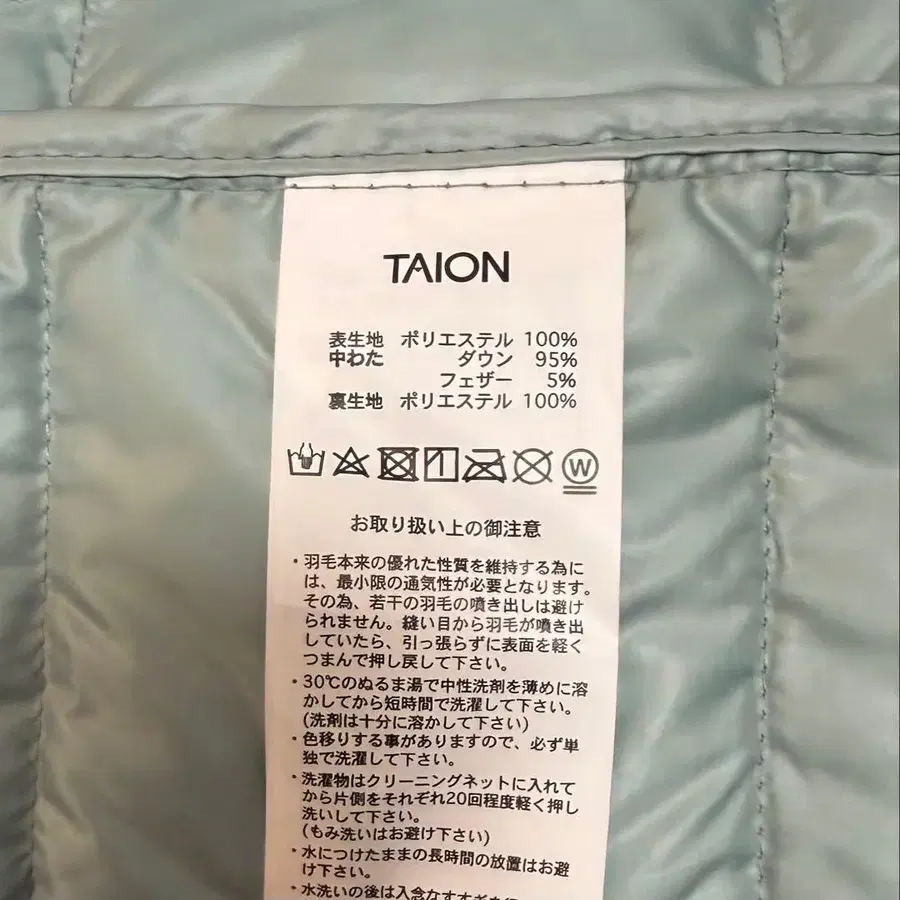 TAION
表生地 ポリエステル 100%
中わた ダウン 95%
フェザー 5%
裏生地 ポリエステル 100%
W
お取り扱い上の御注意
・羽毛本来の優れた性質を維持する為に
は、最小限の通気性が必要となります。
その為、若干の羽毛の噴き出しは避け
られません。縫い目から羽毛が噴き出
していたら、引っ張らずに表面を軽く
つまんで押し戻して下さい。
・30℃のぬるま湯で中性洗剤を薄めに溶
かしてから短時間で洗濯して下さい。
(洗剤は十分に溶かして下さい)
・色移りする事がありますので、必ず単
独で洗濯して下さい。
・洗濯物はクリーニングネットに入れて
から片側をそれぞれ20回程度軽く押し
洗いして下さい。
(もみ洗いはお避け下さい)
・水につけたままの長時間の放置はお避
け下さい。
・水洗いの後は入念なすすぎを